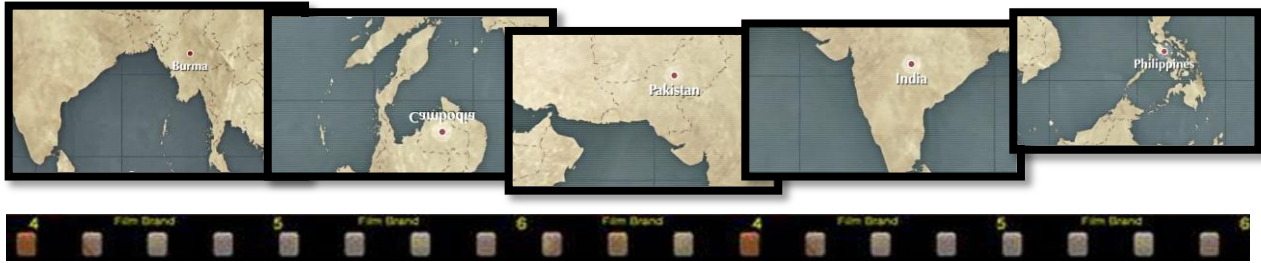 Burma
Cambodia
Pakistan
India
Philippines
4 Film Brand 5 Film Brand 6 Film Brand 4 Film Brand 5 Film Brand 6